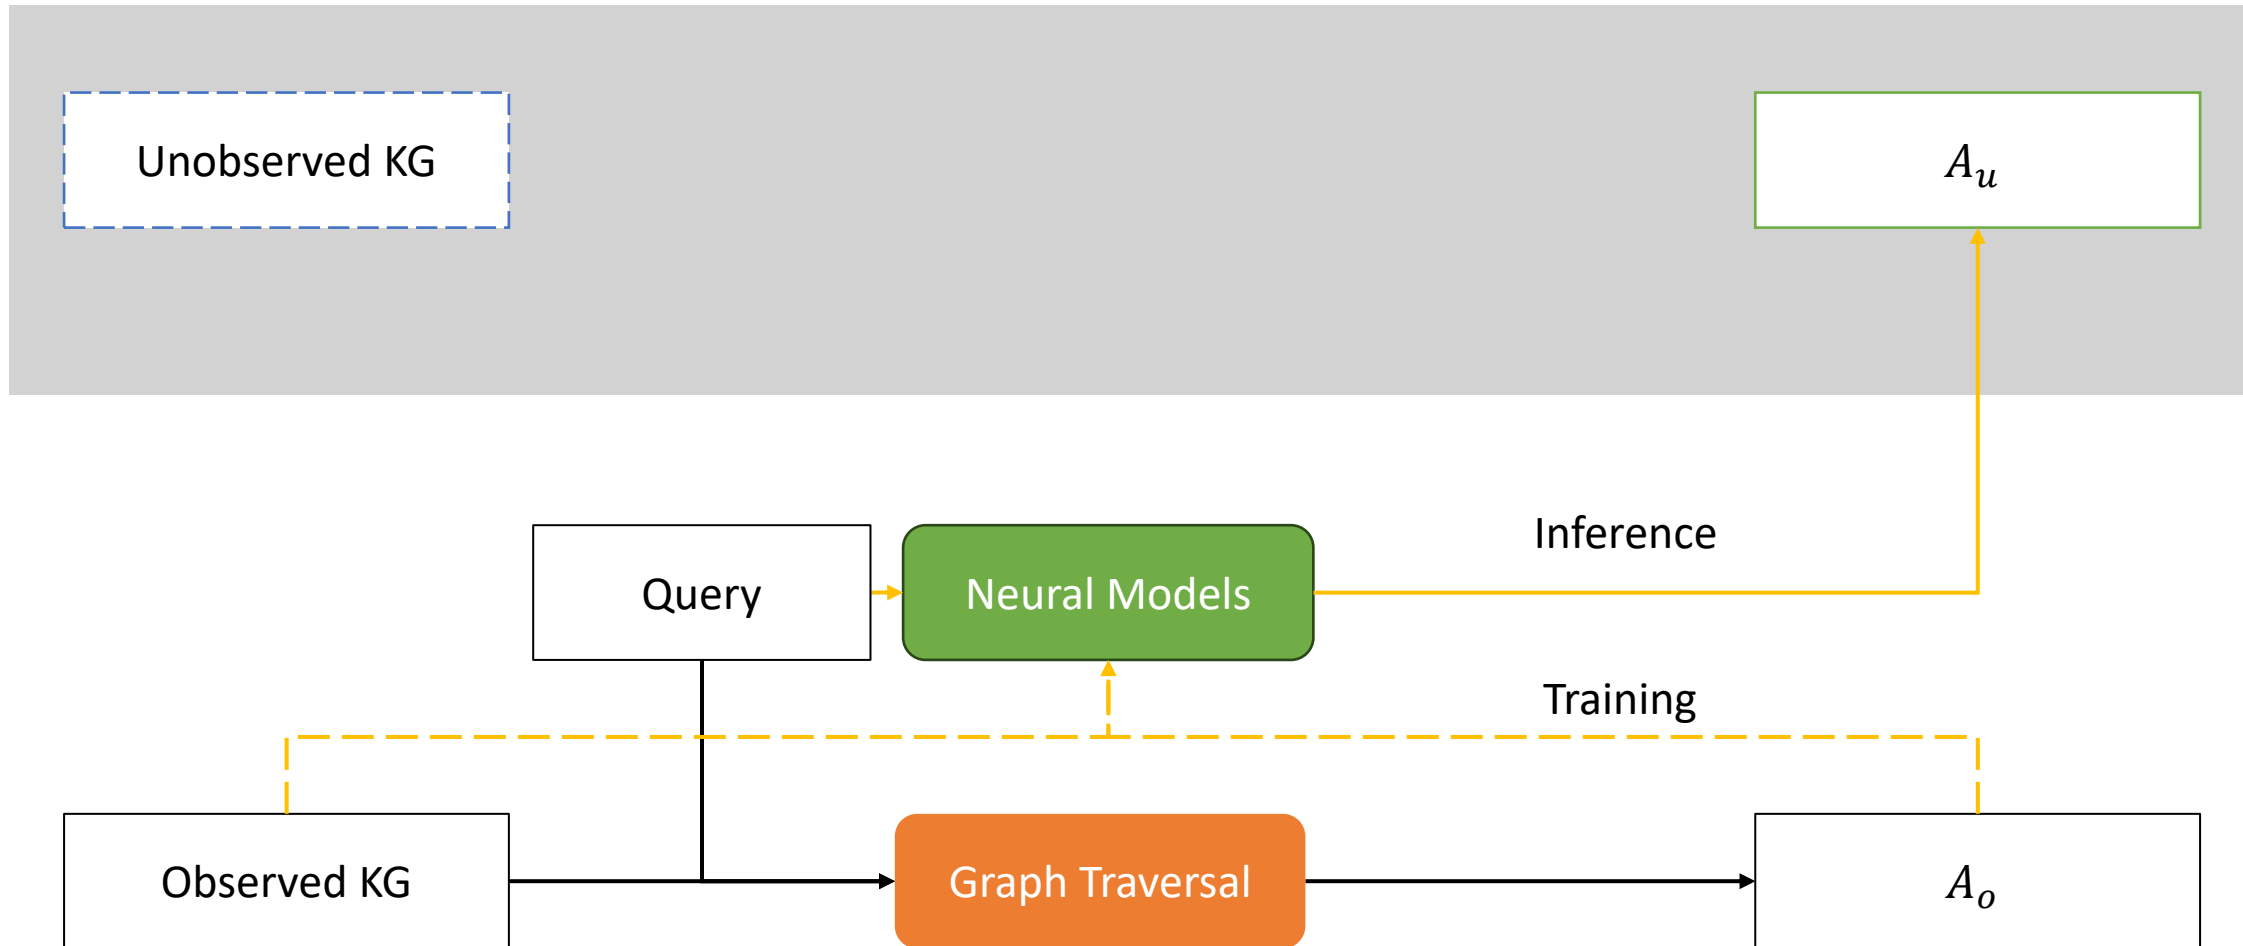 Unobserved KG
A_u
Inference
Query
Neural Models
Training
Observed KG
Graph Traversal
A_o